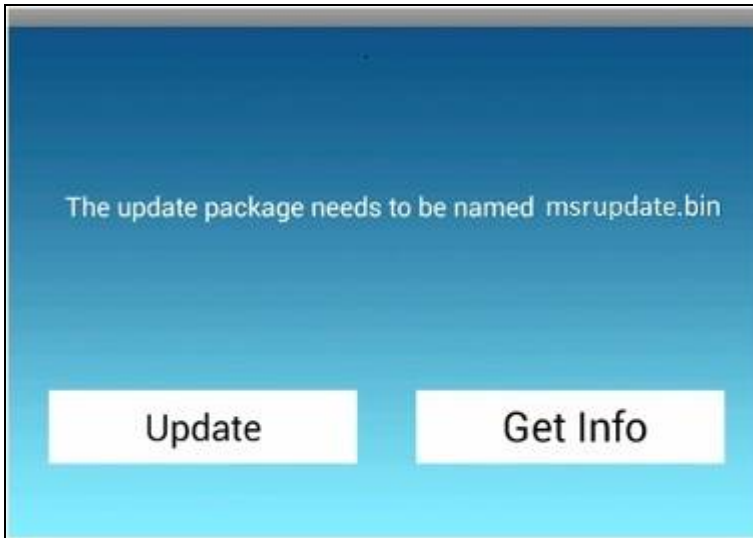 The update package needs to be named msrupdate.bin
Update
Get Info